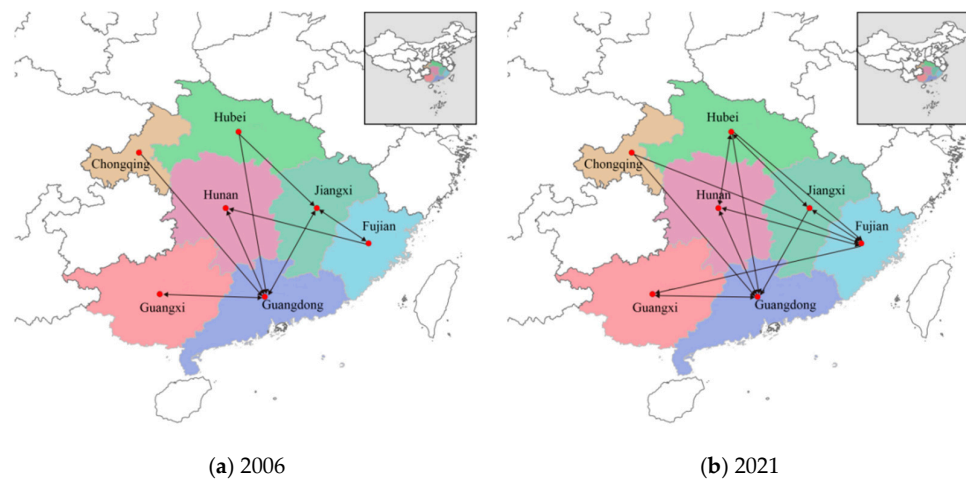 Hubei
Chongqing
Hunan
Jiangxi
Fujian
Guangxi
Guangdong
Hubei
Chongqing
Hunan
Jiangxi
Fujian
Guangxi
Guangdong
(a) 2006
(b) 2021